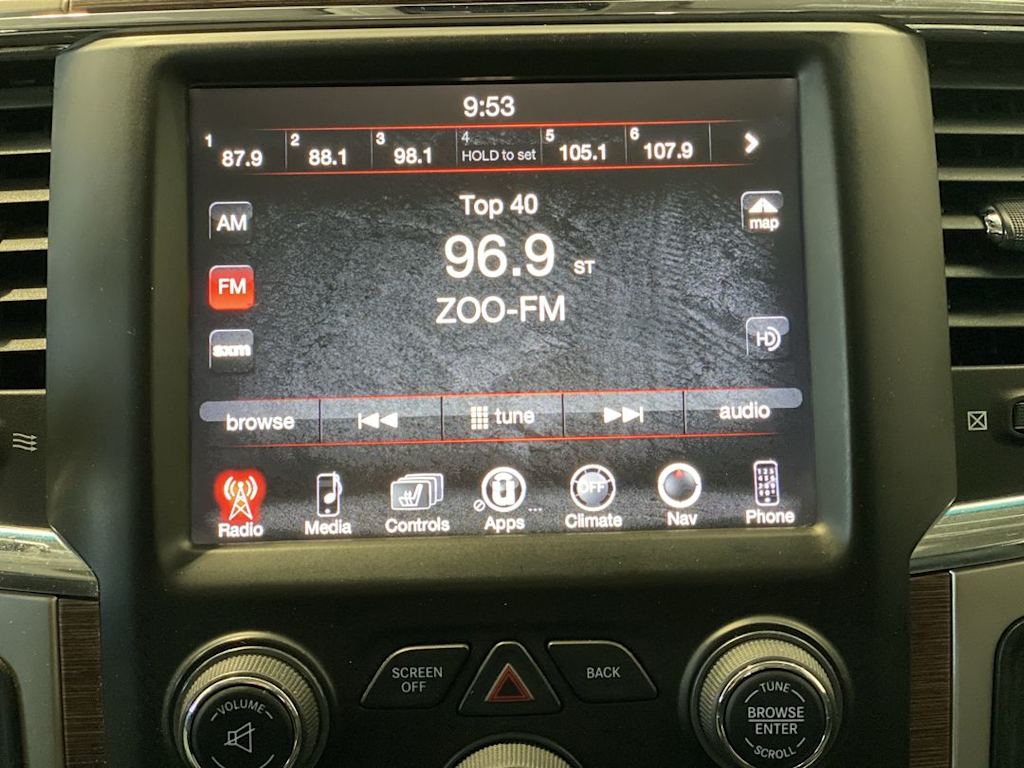 9:53
1 87.9 2 88.1 3 98.1 4 HOLD to set 5 105.1 6 107.9
Top 40
AM
map
96.9 ST
FM
ZOO-FM
HD
sxm
browse tune audio
OFF
Radio Media Controls Apps ... Climate Nav Phone
SCREEN
OFF
BACK
VOLUME
TUNE
BROWSE
ENTER
SCROLL